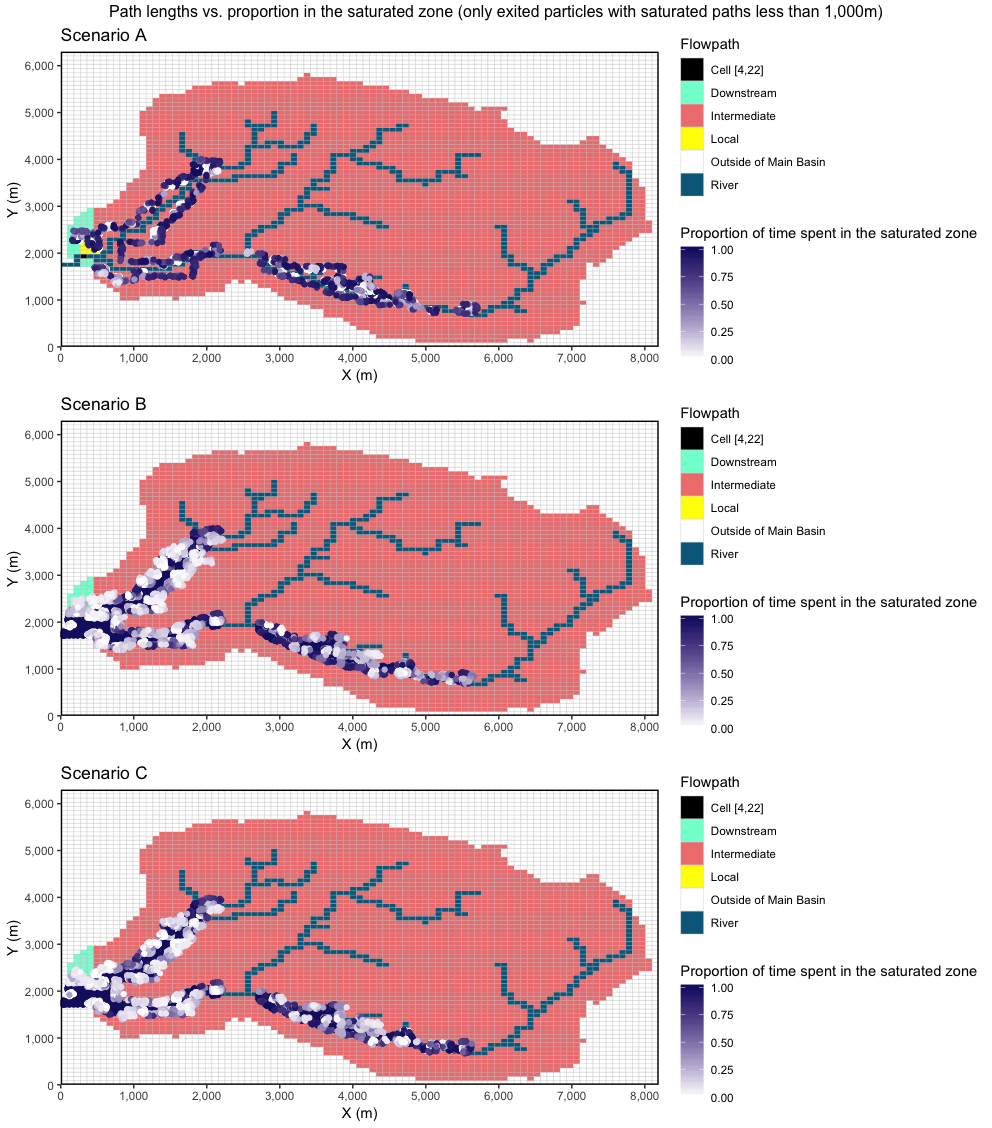 Path lengths vs. proportion in the saturated zone (only exited particles with saturated paths less than 1,000m)
Scenario A
6,000
5,000
4,000
3,000
2,000
1,000
0
Y (m)
0 1,000 2,000 3,000 4,000 5,000 6,000 7,000 8,000
X (m)
Flowpath
Cell [4,22]
Downstream
Intermediate
Local
Outside of Main Basin
River
Proportion of time spent in the saturated zone
1.00
0.75
0.50
0.25
0.00
Scenario B
6,000
5,000
4,000
3,000
2,000
1,000
0
Y (m)
0 1,000 2,000 3,000 4,000 5,000 6,000 7,000 8,000
X (m)
Flowpath
Cell [4,22]
Downstream
Intermediate
Local
Outside of Main Basin
River
Proportion of time spent in the saturated zone
1.00
0.75
0.50
0.25
0.00
Scenario C
6,000
5,000
4,000
3,000
2,000
1,000
0
Y (m)
0 1,000 2,000 3,000 4,000 5,000 6,000 7,000 8,000
X (m)
Flowpath
Cell [4,22]
Downstream
Intermediate
Local
Outside of Main Basin
River
Proportion of time spent in the saturated zone
1.00
0.75
0.50
0.25
0.00